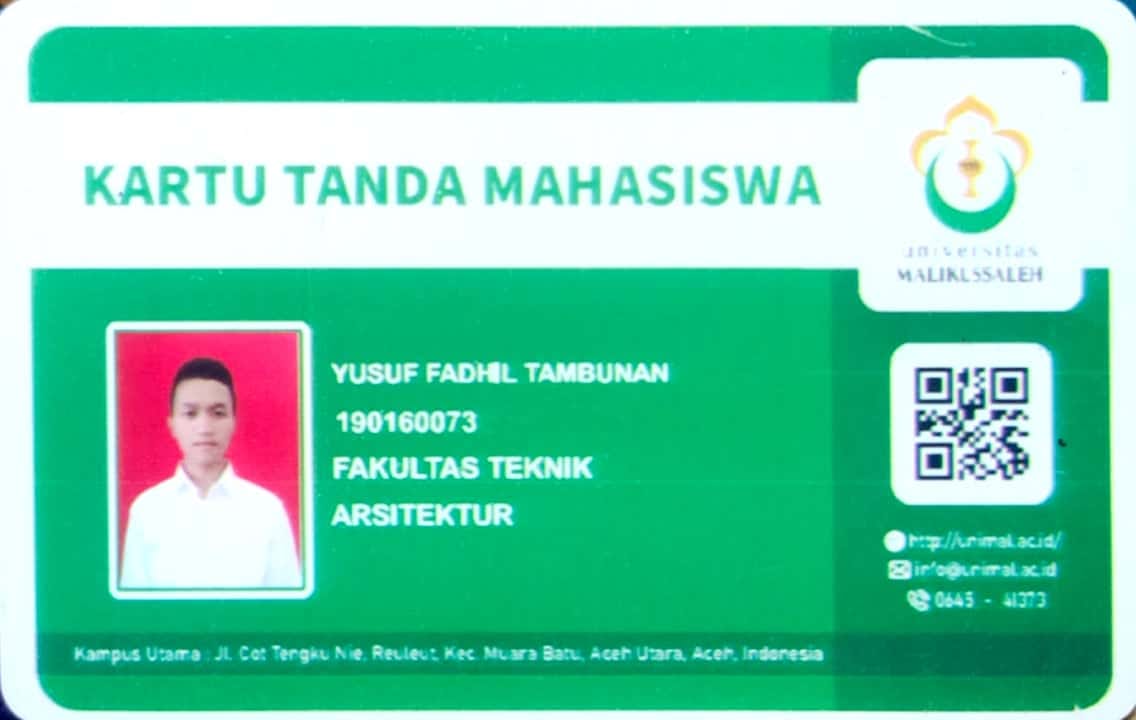 KARTU TANDA MAHASISWA
universitas
MALIKUSSALEH
YUSUF FADHIL TAMBUNAN
190160073
FAKULTAS TEKNIK
ARSITEKTUR
http://unimal.ac.id/
info@unimal.ac.id
0645 - 41373
Kampus Utama : Jl. Cot Tengku Nie, Reuleut, Kec. Muara Batu, Aceh Utara, Aceh, Indonesia